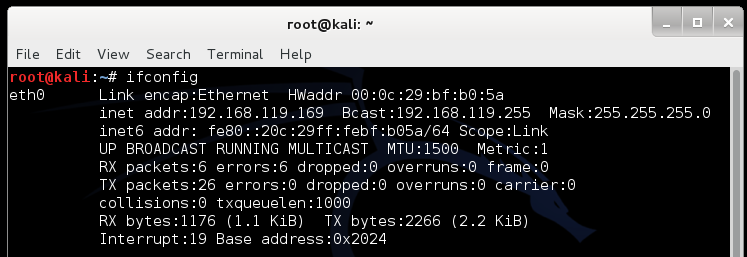 root@kali: ~
File Edit View Search Terminal Help
root@kali:~# ifconfig
eth0 Link encap:Ethernet HWaddr 00:0c:29:bf:b0:5a
inet addr:192.168.119.169 Bcast:192.168.119.255 Mask:255.255.255.0
inet6 addr: fe80::20c:29ff:febf:b05a/64 Scope:Link
UP BROADCAST RUNNING MULTICAST MTU:1500 Metric:1
RX packets:6 errors:6 dropped:0 overruns:0 frame:0
TX packets:26 errors:0 dropped:0 overruns:0 carrier:0
collisions:0 txqueuelen:1000
RX bytes:1176 (1.1 KiB) TX bytes:2266 (2.2 KiB)
Interrupt:19 Base address:0x2024